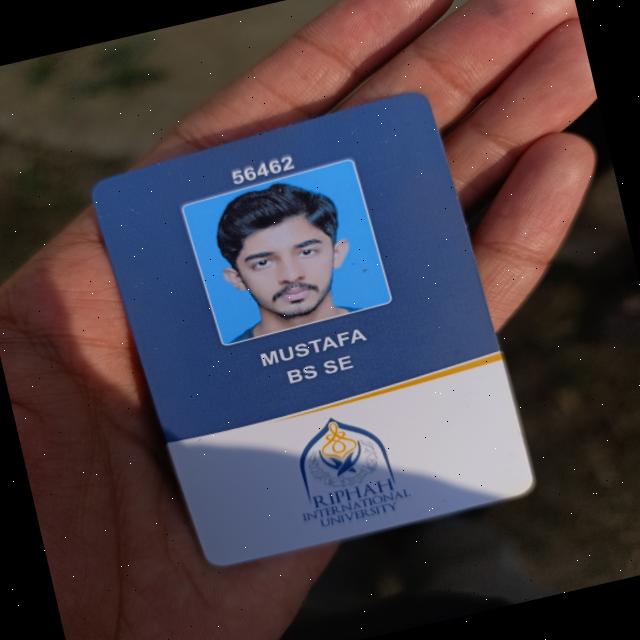 56462
MUSTAFA
BS SE
RIPHAH
INTERNATIONAL
UNIVERSITY